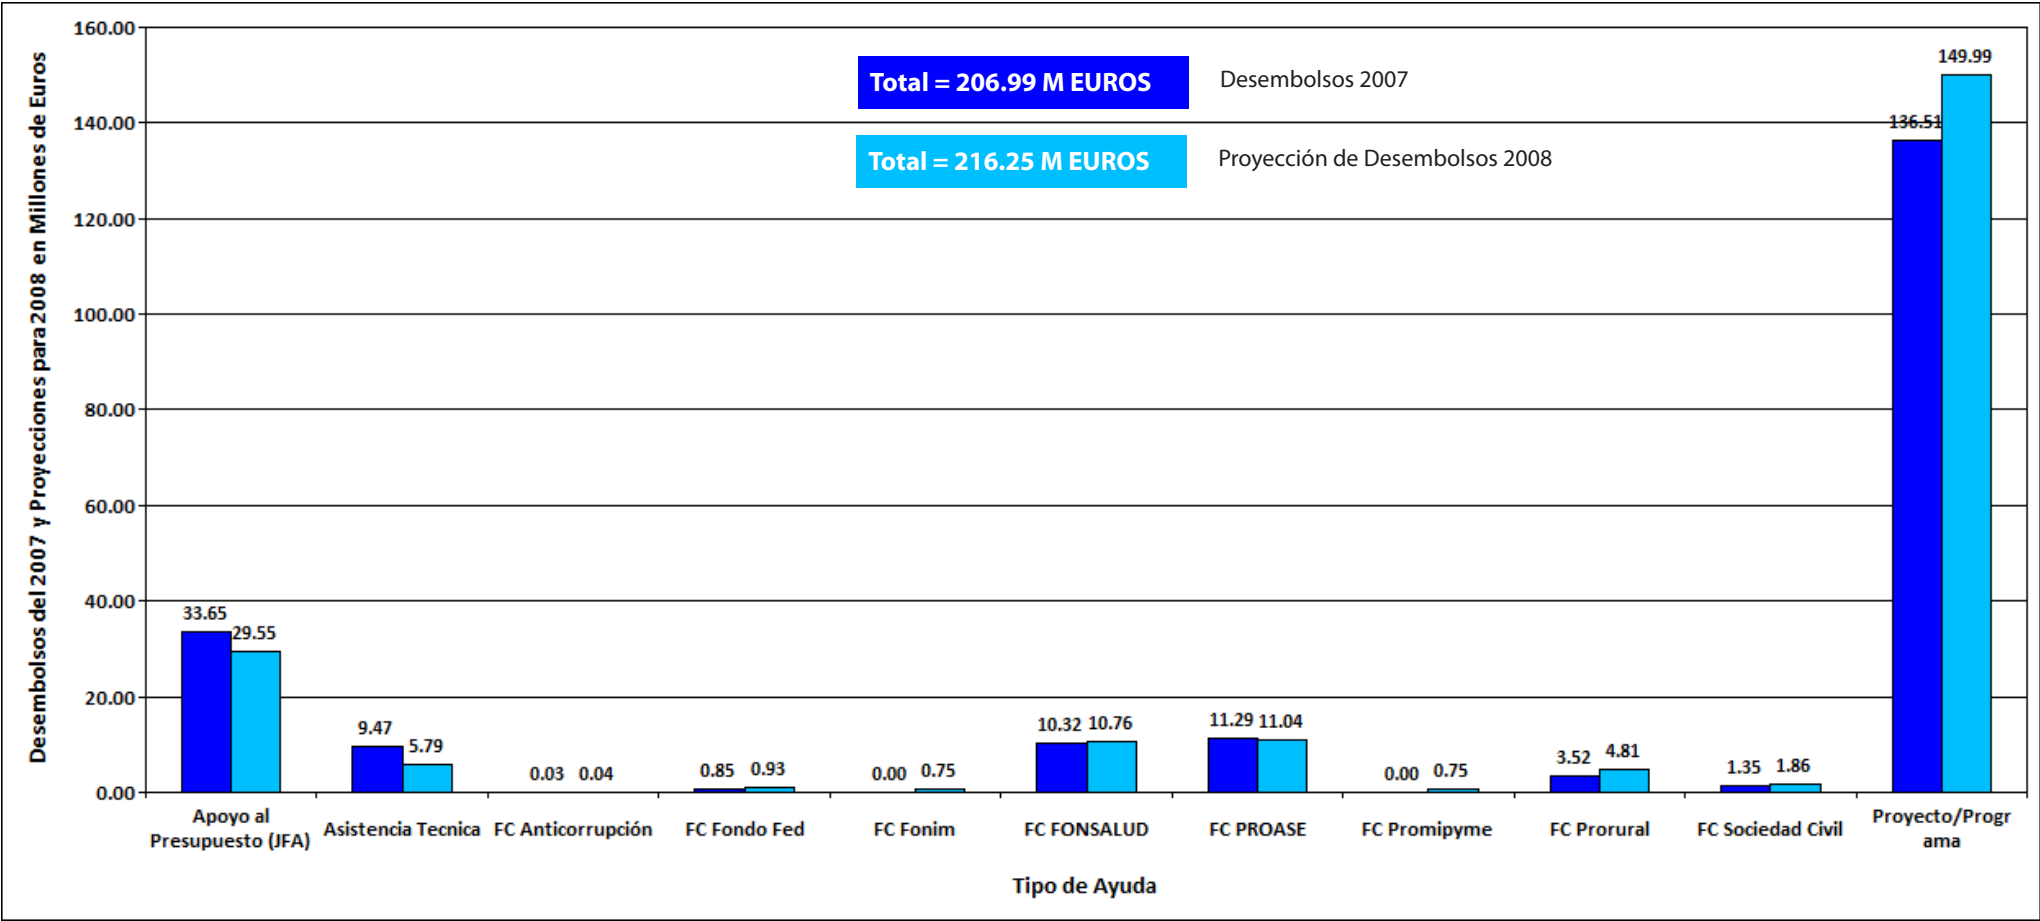 Desembolsos del 2007 y Proyecciones para 2008 en Millones de Euros
160.00
140.00
120.00
100.00
80.00
60.00
40.00
20.00
0.00
Total = 206.99 M EUROS
Desembolsos 2007
Total = 216.25 M EUROS
Proyección de Desembolsos 2008
33.65
29.55
9.47
5.79
0.03
0.04
0.85
0.93
0.00
0.75
10.32
10.76
11.29
11.04
0.00
0.75
3.52
4.81
1.35
1.86
136.51
149.99
Apoyo al
Presupuesto (JFA)
Asistencia Tecnica
FC Anticorrupción
FC Fondo Fed
FC Fonim
FC FONSALUD
FC PROASE
FC Promipyme
FC Prorural
FC Sociedad Civil
Proyecto/Progr
ama
Tipo de Ayuda